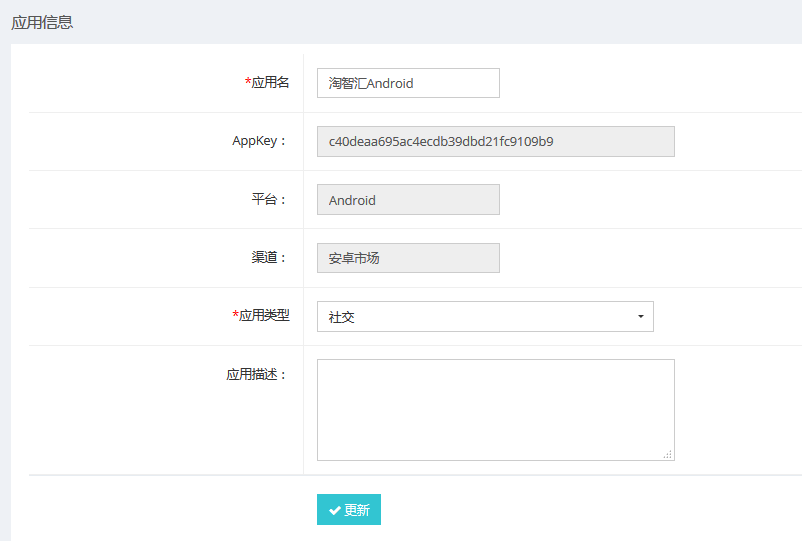 应用信息
*应用名
淘智汇Android
AppKey：
c40deaa695ac4ecdb39dbd21fc9109b9
平台：
Android
渠道：
安卓市场
*应用类型
社交
应用描述：
更新